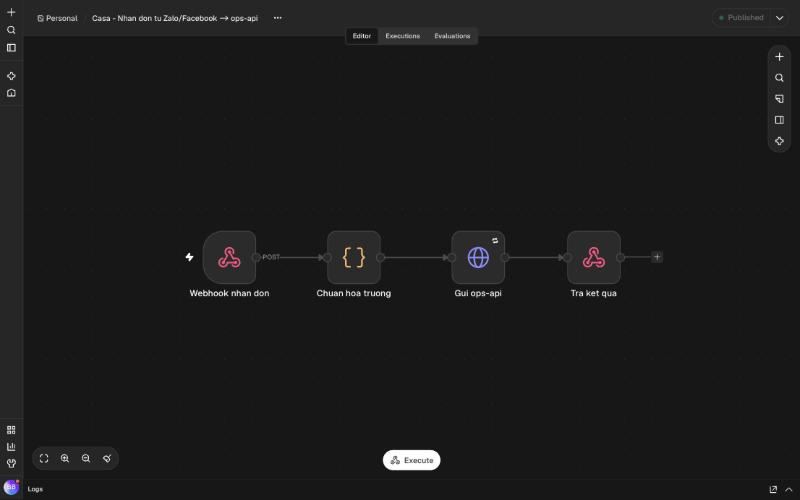 Personal / Casa - Nhan don tu Zalo/Facebook → ops-api ...
Published
Editor Executions Evaluations
POST
Webhook nhan don
Chuan hoa truong
Gui ops-api
Tra ket qua
Execute
BB
Logs